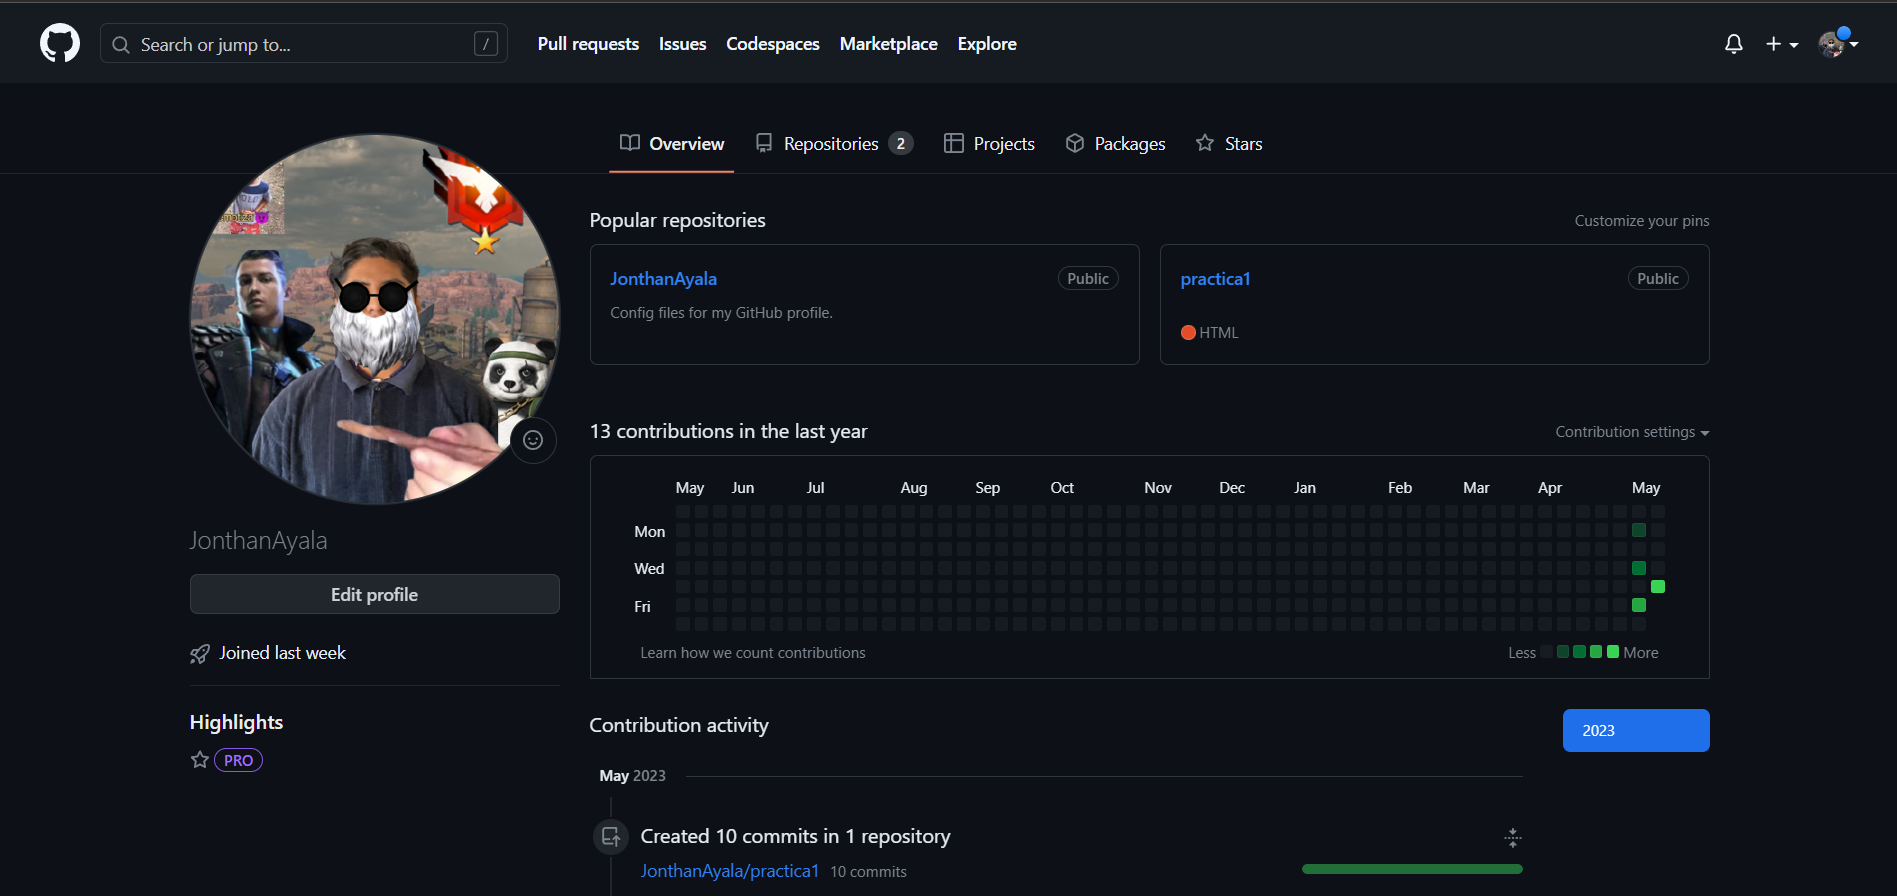 Search or jump to... /
Pull requests Issues Codespaces Marketplace Explore
Overview Repositories 2 Projects Packages Stars
Popular repositories Customize your pins
JonthanAyala Public
Config files for my GitHub profile.
practica1 Public
HTML
JonthanAyala
Edit profile
Joined last week
Highlights
PRO
13 contributions in the last year Contribution settings
May Jun Jul Aug Sep Oct Nov Dec Jan Feb Mar Apr May
Mon
Wed
Fri
Learn how we count contributions Less More
Contribution activity 2023
May 2023
Created 10 commits in 1 repository
JonthanAyala/practica1 10 commits